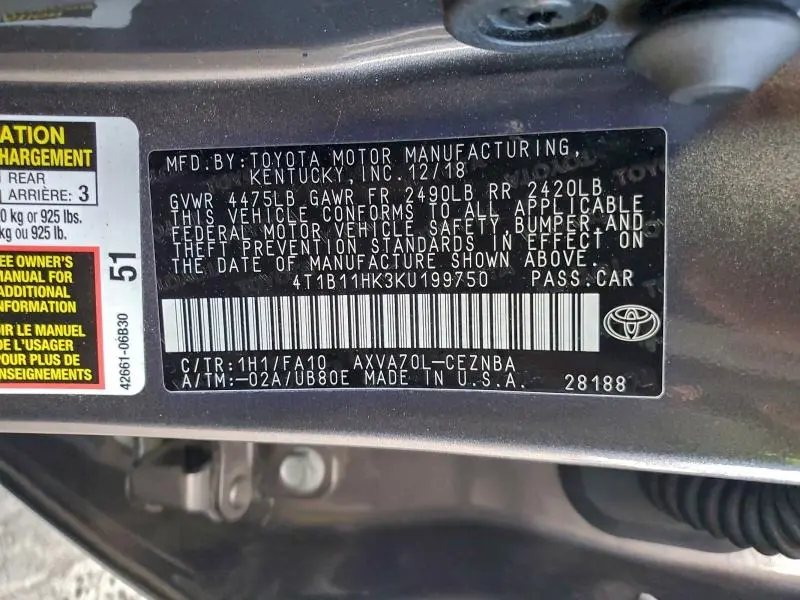 ATION
CHARGEMENT
REAR
ARRIÈRE: 3
0 kg or 925 lbs.
kg ou 925 lb.
EE OWNER'S
MANUAL FOR
ADDITIONAL
INFORMATION
IR LE MANUEL
DE L'USAGER
POUR PLUS DE
ENSEIGNEMENTS
51
42661-06B30
MFD.BY:TOYOTA MOTOR MANUFACTURING,
KENTUCKY, INC.12/18
GVWR 4475LB GAWR FR 2490LB RR 2420LB
THIS VEHICLE CONFORMS TO ALL APPLICABLE
FEDERAL MOTOR VEHICLE SAFETY,BUMPER,AND
THEFT PREVENTION STANDARDS IN EFFECT ON
THE DATE OF MANUFACTURE SHOWN ABOVE.
4T1B11HK3KU199750 PASS.CAR
C/TR:1H1/FA10 AXVA70L-CEZNBA
A/TM:-02A/UB80E MADE IN U.S.A. 28188